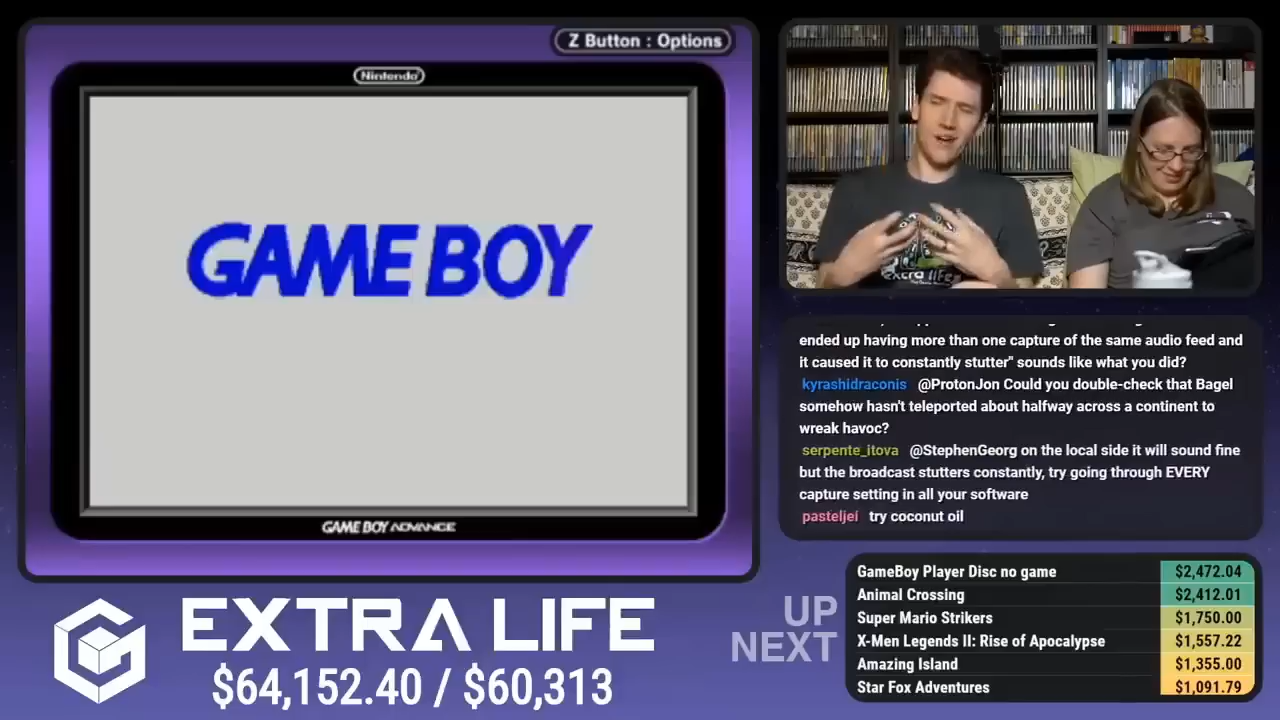 Z Button : Options
Nintendo
GAME BOY
GAME BOY ADVANCE
extra life
ended up having more than one capture of the same audio feed and
it caused it to constantly stutter" sounds like what you did?
kyrashidraconis @ProtonJon Could you double-check that Bagel
somehow hasn't teleported about halfway across a continent to
wreak havoc?
serpente_itova @StephenGeorg on the local side it will sound fine
but the broadcast stutters constantly, try going through EVERY
capture setting in all your software
pasteljei try coconut oil
EXTRA LIFE
$64,152.40 / $60,313
UP
NEXT
GameBoy Player Disc no game $2,472.04
Animal Crossing $2,412.01
Super Mario Strikers $1,750.00
X-Men Legends II: Rise of Apocalypse $1,557.22
Amazing Island $1,355.00
Star Fox Adventures $1,091.79